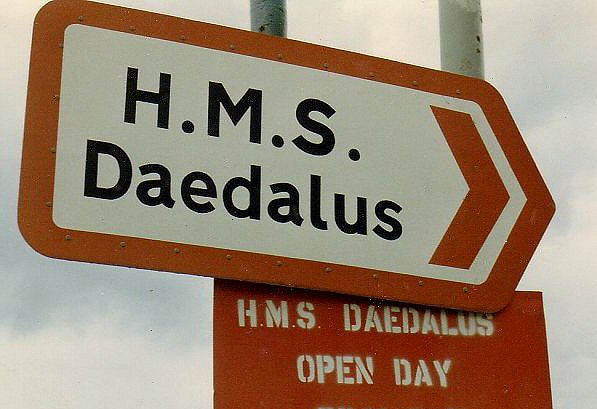 H.M.S.
Daedalus
H.M.S. DAEDALUS
OPEN DAY